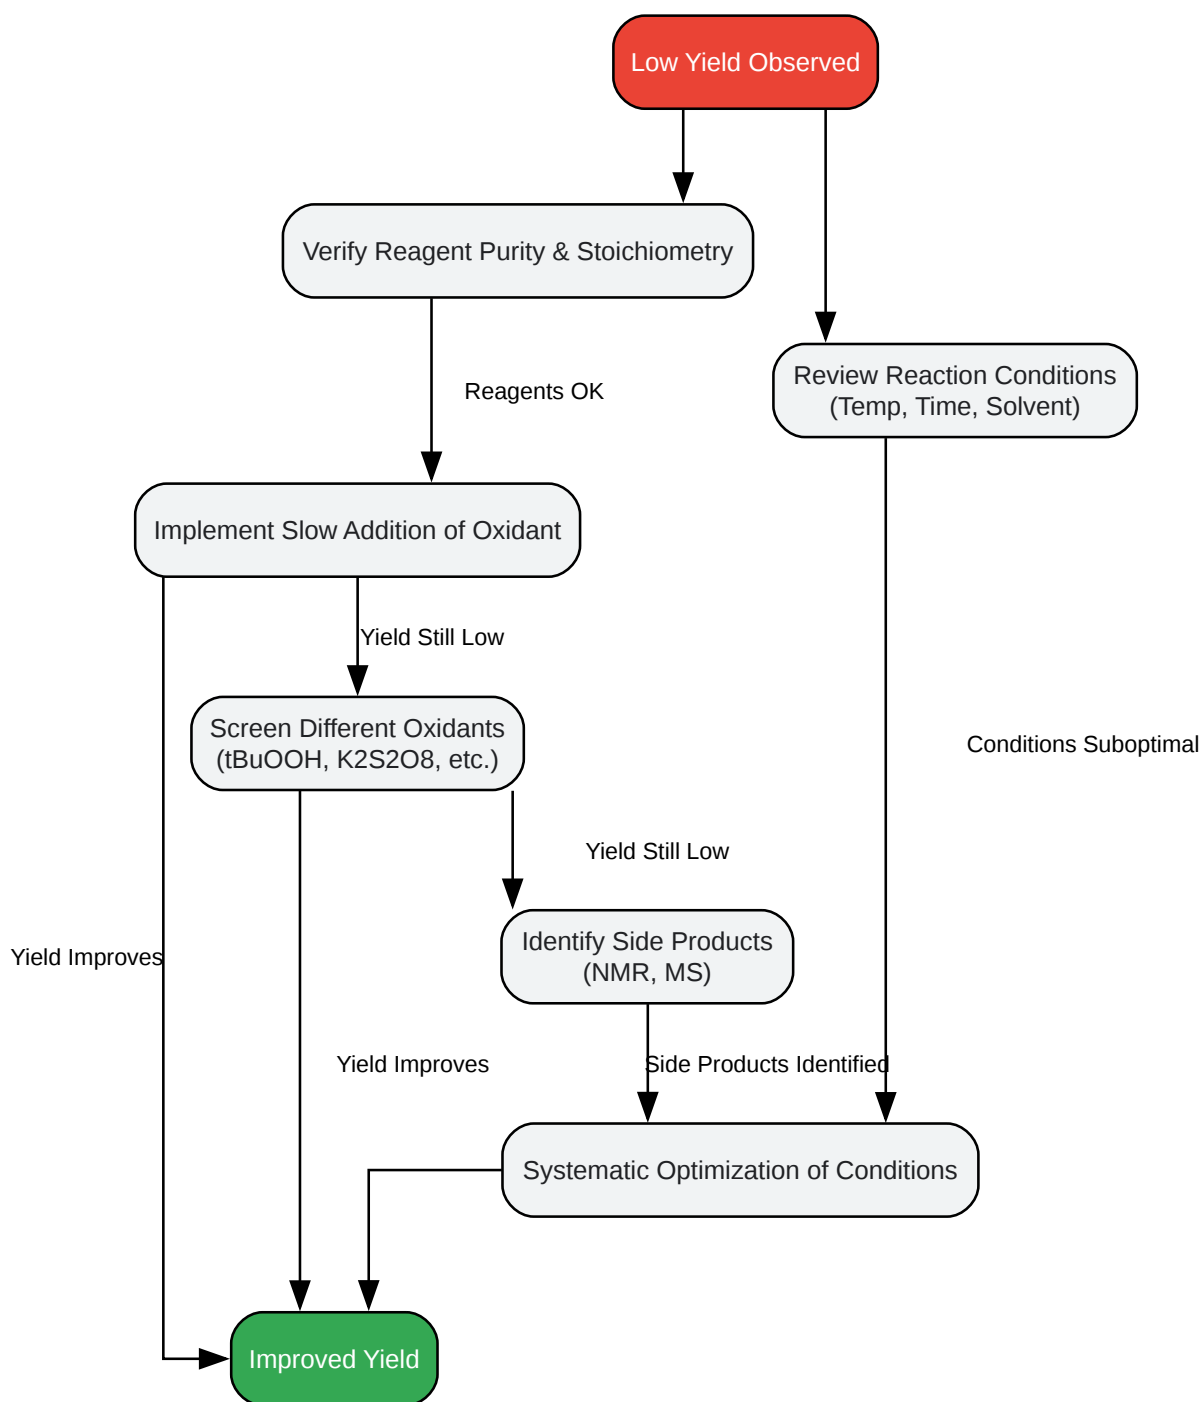 Low Yield Observed
Verify Reagent Purity & Stoichiometry
Reagents OK
Review Reaction Conditions
(Temp, Time, Solvent)
Implement Slow Addition of Oxidant
Yield Still Low
Screen Different Oxidants
(tBuOOH, K2S2O8, etc.)
Conditions Suboptimal
Yield Still Low
Identify Side Products
(NMR, MS)
Yield Improves
Yield Improves
Side Products Identified
Systematic Optimization of Conditions
Improved Yield